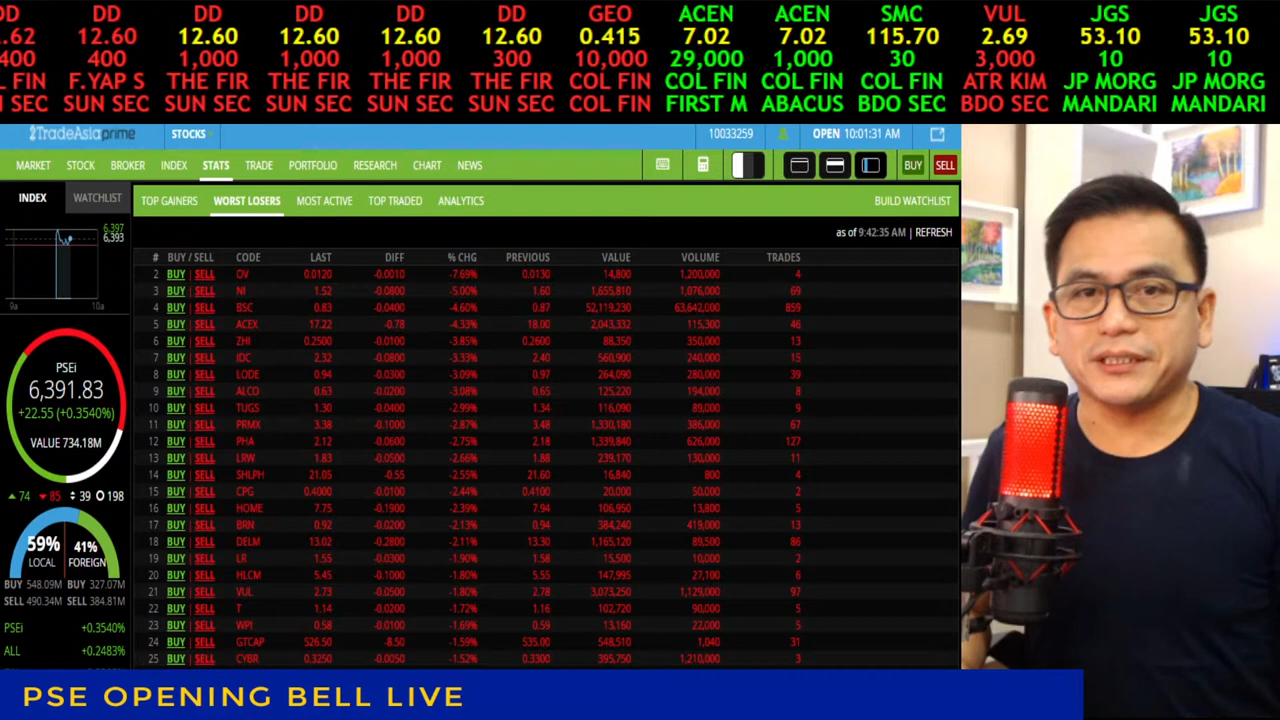 DD DD DD DD DD DD GEO ACEN ACEN SMC VUL JGS JGS
.62 12.60 12.60 12.60 12.60 12.60 0.415 7.02 7.02 115.70 2.69 53.10 53.10
400 400 1,000 1,000 1,000 300 10,000 29,000 1,000 30 3,000 10 10
L FIN F.YAP S THE FIR THE FIR THE FIR THE FIR COL FIN COL FIN COL FIN COL FIN ATR KIM JP MORG JP MORG
N SEC SUN SEC SUN SEC SUN SEC SUN SEC SUN SEC COL FIN FIRST M ABACUS BDO SEC BDO SEC MANDARI MANDARI
TradeAsia prime STOCKS 10033259 OPEN 10:01:31 AM
MARKET STOCK BROKER INDEX STATS TRADE PORTFOLIO RESEARCH CHART NEWS BUY SELL
INDEX WATCHLIST
TOP GAINERS WORST LOSERS MOST ACTIVE TOP TRADED ANALYTICS BUILD WATCHLIST
6,397
6,393
9a 10a
as of 9:42:35 AM | REFRESH
# BUY / SELL CODE LAST DIFF % CHG PREVIOUS VALUE VOLUME TRADES
2 BUY SELL OV 0.0120 -0.0010 -7.69% 0.0130 14,800 1,200,000 4
3 BUY SELL NI 1.52 -0.0800 -5.00% 1.60 1,655,810 1,076,000 69
4 BUY SELL BSC 0.83 -0.0400 -4.60% 0.87 52,119,230 63,642,000 859
5 BUY SELL ACEX 17.22 -0.78 -4.33% 18.00 2,043,332 115,300 46
6 BUY SELL ZHI 0.2500 -0.0100 -3.85% 0.2600 88,350 350,000 13
7 BUY SELL IDC 2.32 -0.0800 -3.33% 2.40 560,900 240,000 15
8 BUY SELL LODE 0.94 -0.0300 -3.09% 0.97 264,090 280,000 39
9 BUY SELL ALCO 0.63 -0.0200 -3.08% 0.65 125,220 194,000 8
10 BUY SELL TUGS 1.30 -0.0400 -2.99% 1.34 116,090 89,000 9
11 BUY SELL PRMX 3.38 -0.1000 -2.87% 3.48 1,330,180 386,000 67
12 BUY SELL PHA 2.12 -0.0600 -2.75% 2.18 1,339,840 626,000 127
13 BUY SELL LRW 1.83 -0.0500 -2.66% 1.88 239,170 130,000 11
14 BUY SELL SHLPH 21.05 -0.55 -2.55% 21.60 16,840 800 4
15 BUY SELL CPG 0.4000 -0.0100 -2.44% 0.4100 20,000 50,000 2
16 BUY SELL HOME 7.75 -0.1900 -2.39% 7.94 106,950 13,800 5
17 BUY SELL BRN 0.92 -0.0200 -2.13% 0.94 384,240 419,000 13
18 BUY SELL DELM 13.02 -0.2800 -2.11% 13.30 1,165,120 89,500 86
19 BUY SELL LR 1.55 -0.0300 -1.90% 1.58 15,500 10,000 2
20 BUY SELL HLCM 5.45 -0.1000 -1.80% 5.55 147,995 27,100 6
21 BUY SELL VUL 2.73 -0.0500 -1.80% 2.78 3,073,250 1,129,000 97
22 BUY SELL T 1.14 -0.0200 -1.72% 1.16 102,720 90,000 5
23 BUY SELL WPI 0.58 -0.0100 -1.69% 0.59 13,160 22,000 5
24 BUY SELL GTCAP 526.50 -8.50 -1.59% 535.00 548,510 1,040 31
25 BUY SELL CYBR 0.3250 -0.0050 -1.52% 0.3300 395,750 1,210,000 3
PSEi
6,391.83
+22.55 (+0.3540%)
VALUE 734.18M
74 85 39 198
59% 41%
LOCAL FOREIGN
BUY 548.09M BUY 327.07M
SELL 490.34M SELL 384.81M
PSEi +0.3540%
ALL +0.2483%
PSE OPENING BELL LIVE